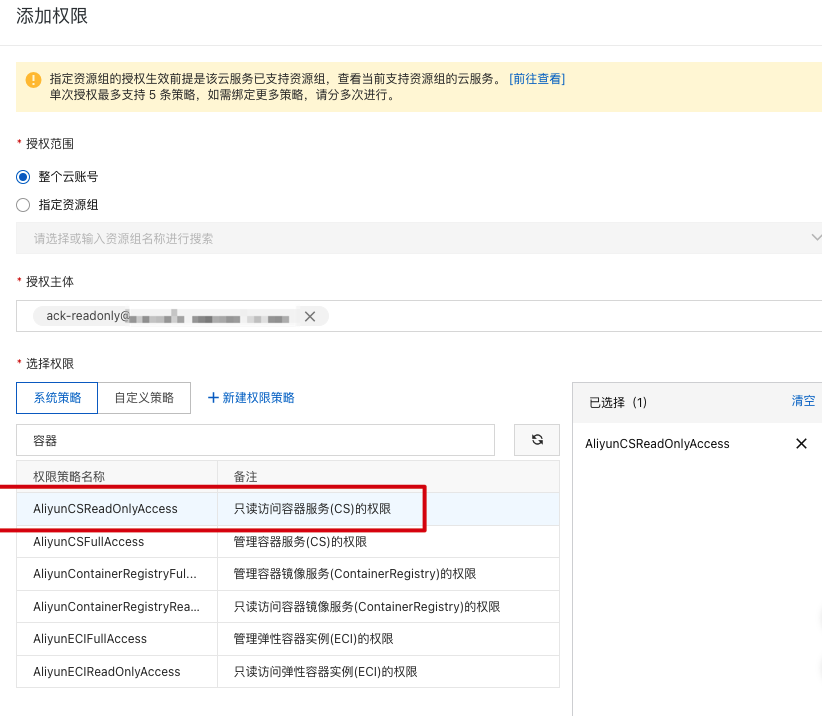 添加权限
指定资源组的授权生效前提是该云服务已支持资源组，查看当前支持资源组的云服务。 [前往查看]
单次授权最多支持 5 条策略，如需绑定更多策略，请分多次进行。
* 授权范围
整个云账号
指定资源组
请选择或输入资源组名称进行搜索
* 授权主体
ack-readonly@
* 选择权限
系统策略 自定义策略 + 新建权限策略
已选择（1） 清空
容器
AliyunCSReadOnlyAccess
权限策略名称 备注
AliyunCSReadOnlyAccess 只读访问容器服务(CS)的权限
AliyunCSFullAccess 管理容器服务(CS)的权限
AliyunContainerRegistryFul... 管理容器镜像服务(ContainerRegistry)的权限
AliyunContainerRegistryRea... 只读访问容器镜像服务(ContainerRegistry)的权限
AliyunECIFullAccess 管理弹性容器实例(ECI)的权限
AliyunECIReadOnlyAccess 只读访问弹性容器实例(ECI)的权限